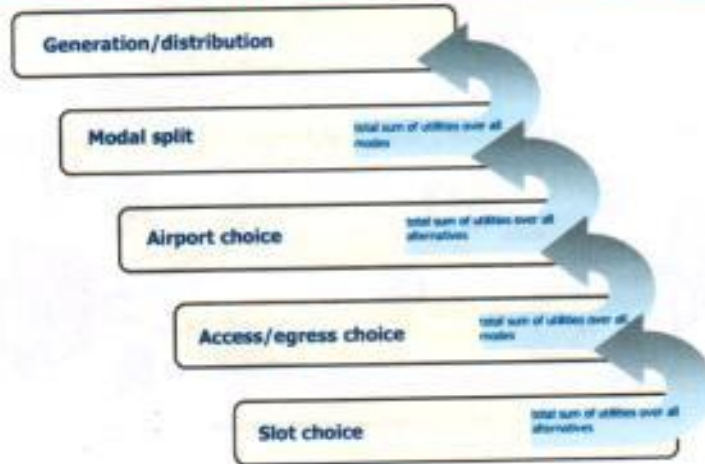 Generation/distribution
Modal split
total sum of utilities over all
modes
Airport choice
total sum of utilities over all
alternatives
Access/egress choice
total sum of utilities over all
modes
Slot choice
total sum of utilities over all
alternatives